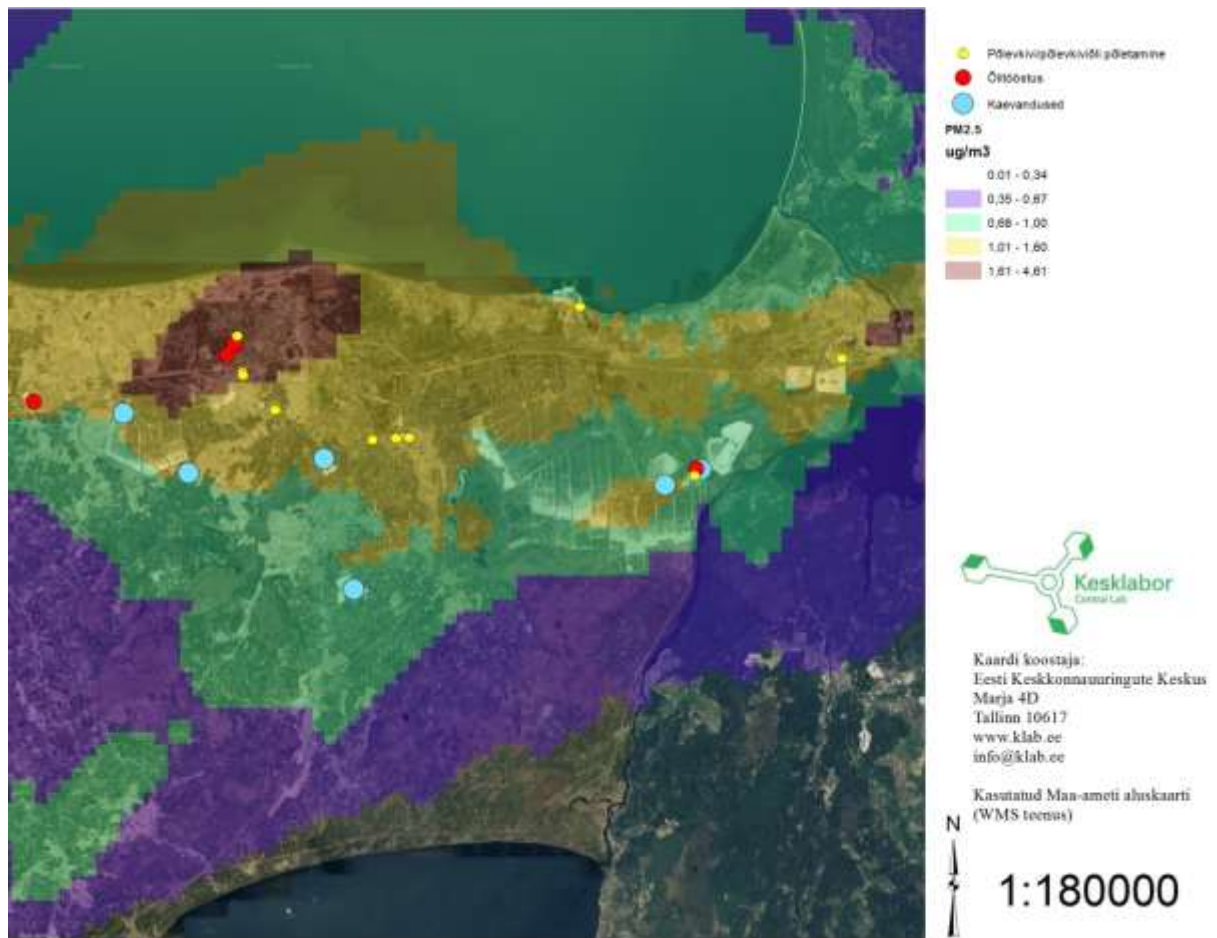 Põlevkivi/põevkiviõli põletamine
Õlitööstus
Kaevandused
PM2.5
ug/m3
0.01 - 0,34
0,35 - 0,67
0,68 - 1,00
1,01 - 1,60
1,61 - 4,61
Kesklabor
Central Lab
Kaardi koostaja:
Eesti Keskkonnauuringute Keskus
Marja 4D
Tallinn 10617
www.klab.ee
info@klab.ee
Kasutatud Maa-ameti aluskaarti
(WMS teenus)
N
1:180000